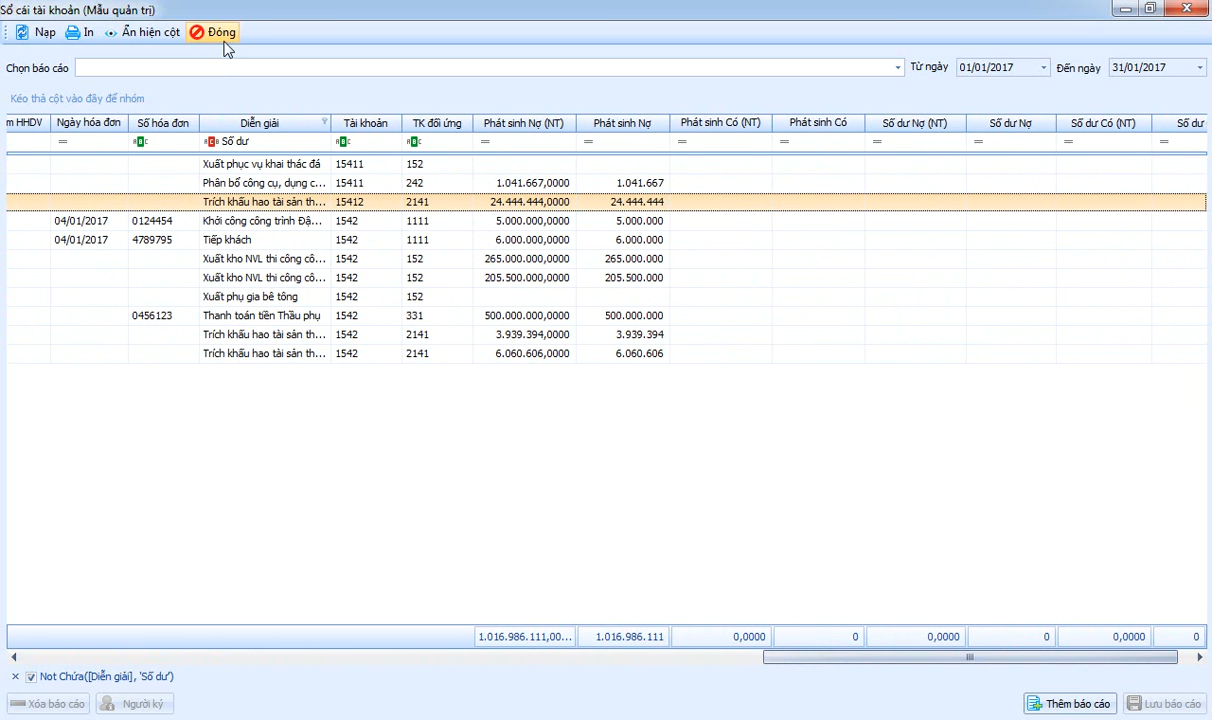 Sổ cái tài khoản (Mẫu quản trị)
Nạp In Ẩn hiện cột Đóng
Chọn báo cáo Từ ngày 01/01/2017 Đến ngày 31/01/2017
Kéo thả cột vào đây để nhóm
m HHDV Ngày hóa đơn Số hóa đơn Diễn giải Tài khoản TK đối ứng Phát sinh Nợ (NT) Phát sinh Nợ Phát sinh Có (NT) Phát sinh Có Số dư Nợ (NT) Số dư Nợ Số dư Có (NT) Số dư
= Số dư = = = = = = = =
Xuất phục vụ khai thác đá 15411 152
Phân bổ công cụ, dụng c... 15411 242 1.041.667,0000 1.041.667
Trích khấu hao tài sản th... 15412 2141 24.444.444,0000 24.444.444
04/01/2017 0124454 Khởi công công trình Đậ... 1542 1111 5.000.000,0000 5.000.000
04/01/2017 4789795 Tiếp khách 1542 1111 6.000.000,0000 6.000.000
Xuất kho NVL thi công cô... 1542 152 265.000.000,0000 265.000.000
Xuất kho NVL thi công cô... 1542 152 205.500.000,0000 205.500.000
Xuất phụ gia bê tông 1542 152
0456123 Thanh toán tiền Thầu phụ 1542 331 500.000.000,0000 500.000.000
Trích khấu hao tài sản th... 1542 2141 3.939.394,0000 3.939.394
Trích khấu hao tài sản th... 1542 2141 6.060.606,0000 6.060.606
1.016.986.111,00... 1.016.986.111 0,0000 0 0,0000 0 0,0000 0
Not Chứa([Diễn giải], 'Số dư')
Xóa báo cáo Người ký Thêm báo cáo Lưu báo cáo